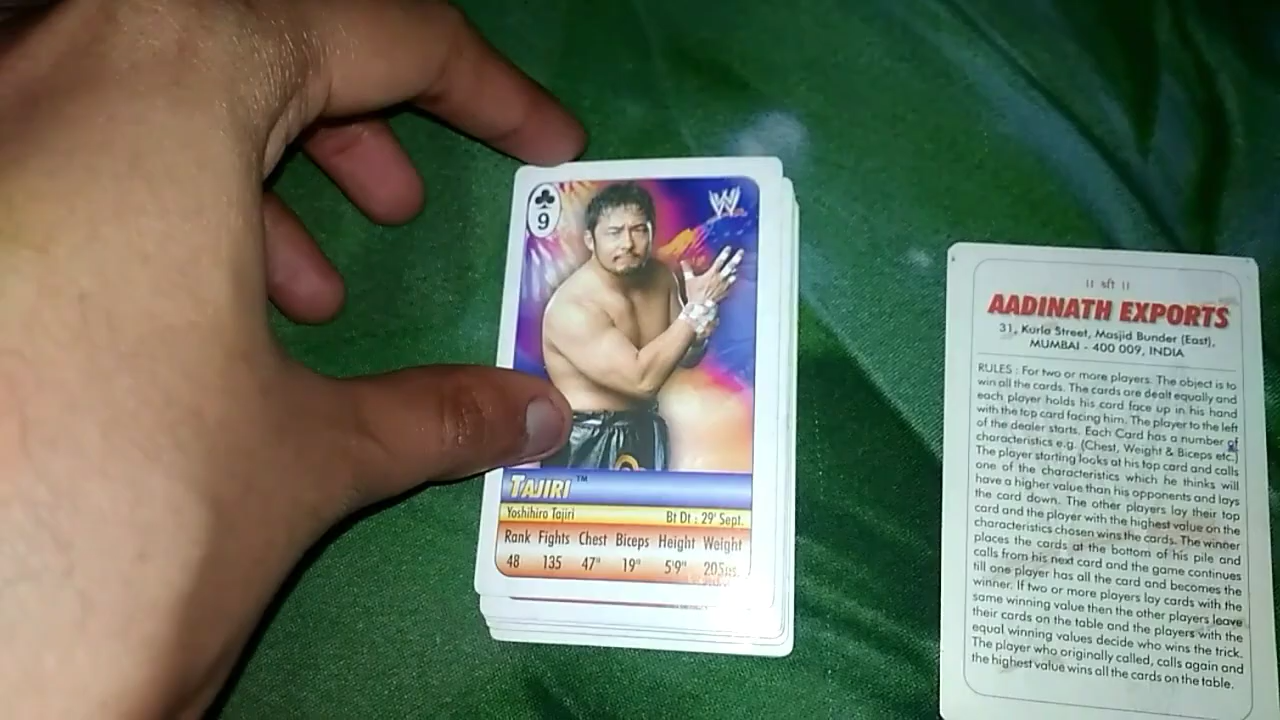 9
W
TAJIRI ™
Yoshihiro Tajiri Bt Dt : 29' Sept.
Rank Fights Chest Biceps Height Weight
48 135 47" 19" 5'9"
|| श्री ||
AADINATH EXPORTS
31, Kurla Street, Masjid Bunder (East),
MUMBAI - 400 009, INDIA
RULES : For two or more players. The object is to
win all the cards. The cards are dealt equally and
each player holds his card face up in his hand
with the top card facing him. The player to the left
of the dealer starts. Each Card has a number of
characteristics e.g. (Chest, Weight & Biceps etc.)
The player starting looks at his top card and calls
one of the characteristics which he thinks will
have a higher value than his opponents and lays
the card down. The other players lay their top
card and the player with the highest value on the
characteristics chosen wins the cards. The winner
places the cards at the bottom of his pile and
calls from his next card and the game continues
till one player has all the card and becomes the
winner. If two or more players lay cards with the
same winning value then the other players leave
their cards on the table and the players with the
equal winning values decide who wins the trick.
The player who originally called, calls again and
the highest value wins all the cards on the table.